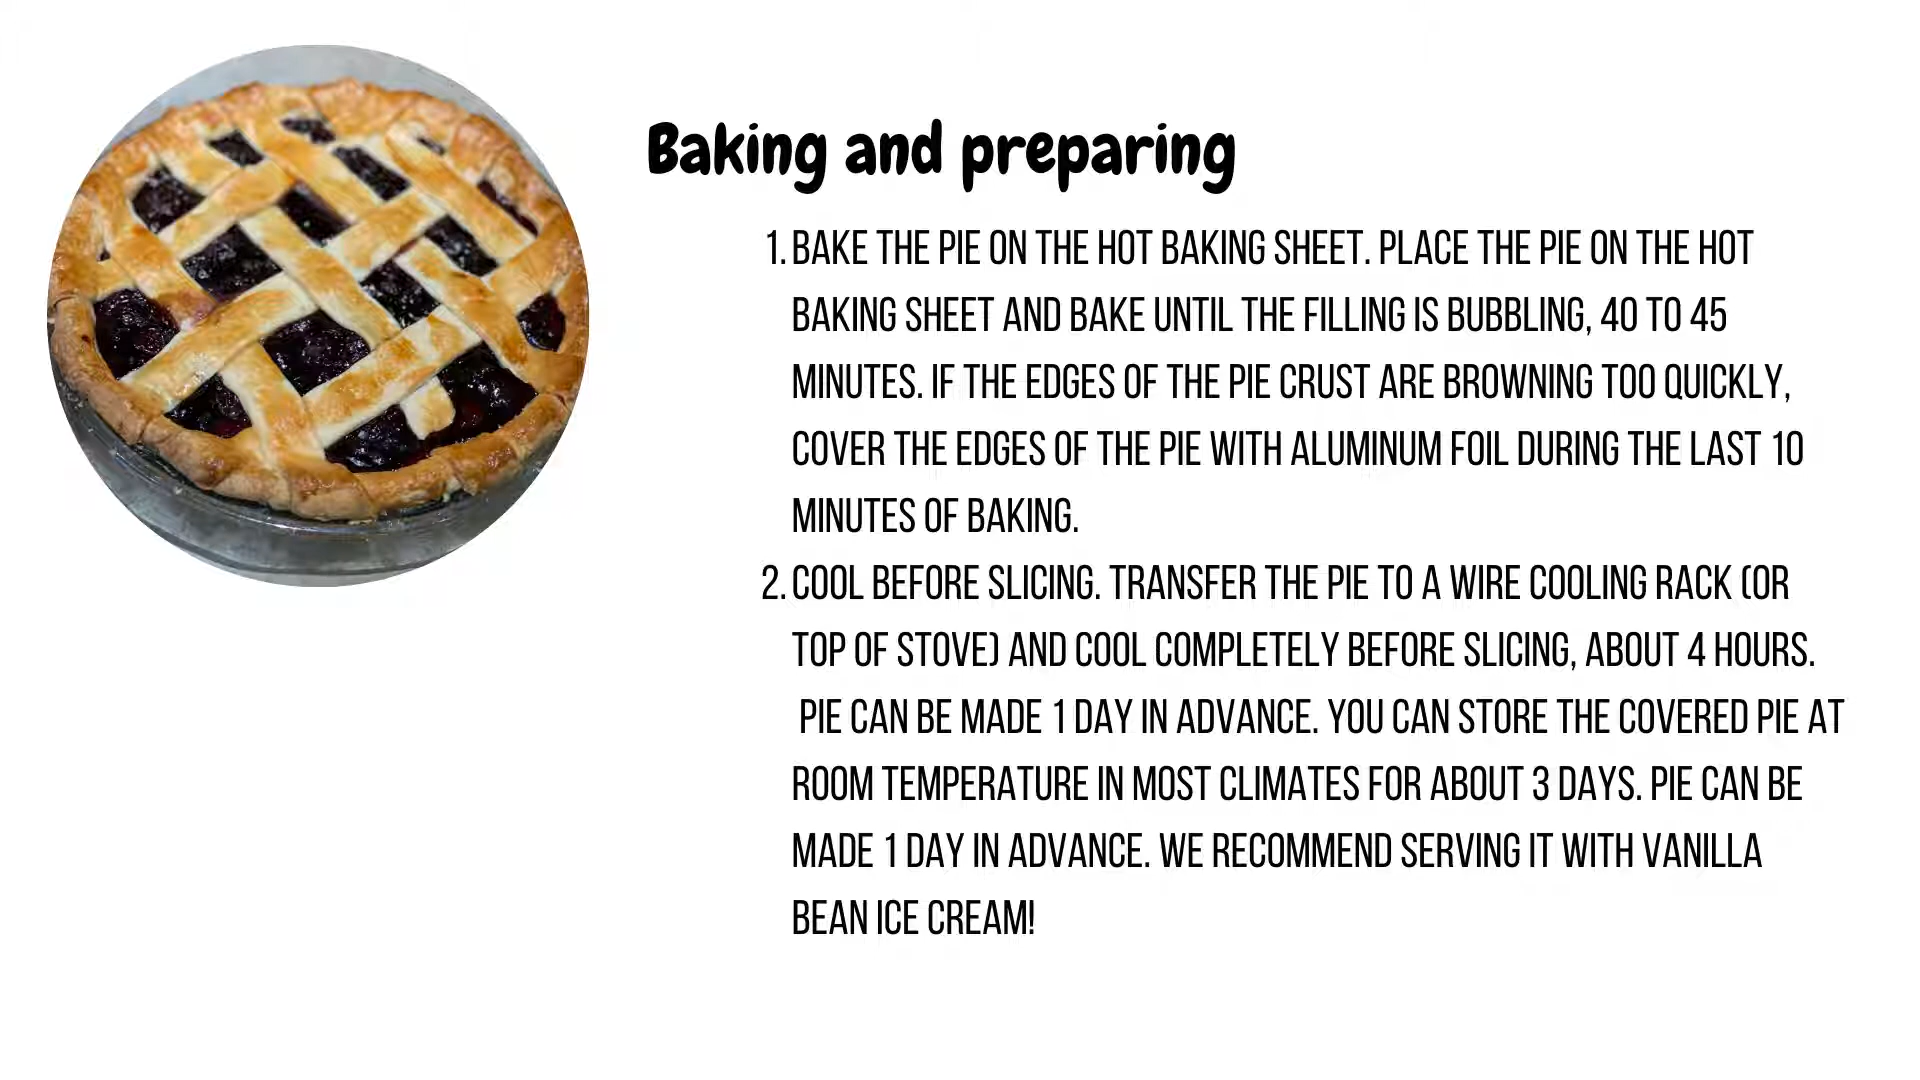 Baking and preparing
1. BAKE THE PIE ON THE HOT BAKING SHEET. PLACE THE PIE ON THE HOT
BAKING SHEET AND BAKE UNTIL THE FILLING IS BUBBLING, 40 TO 45
MINUTES. IF THE EDGES OF THE PIE CRUST ARE BROWNING TOO QUICKLY,
COVER THE EDGES OF THE PIE WITH ALUMINUM FOIL DURING THE LAST 10
MINUTES OF BAKING.
2. COOL BEFORE SLICING. TRANSFER THE PIE TO A WIRE COOLING RACK (OR
TOP OF STOVE) AND COOL COMPLETELY BEFORE SLICING, ABOUT 4 HOURS.
PIE CAN BE MADE 1 DAY IN ADVANCE. YOU CAN STORE THE COVERED PIE AT
ROOM TEMPERATURE IN MOST CLIMATES FOR ABOUT 3 DAYS. PIE CAN BE
MADE 1 DAY IN ADVANCE. WE RECOMMEND SERVING IT WITH VANILLA
BEAN ICE CREAM!